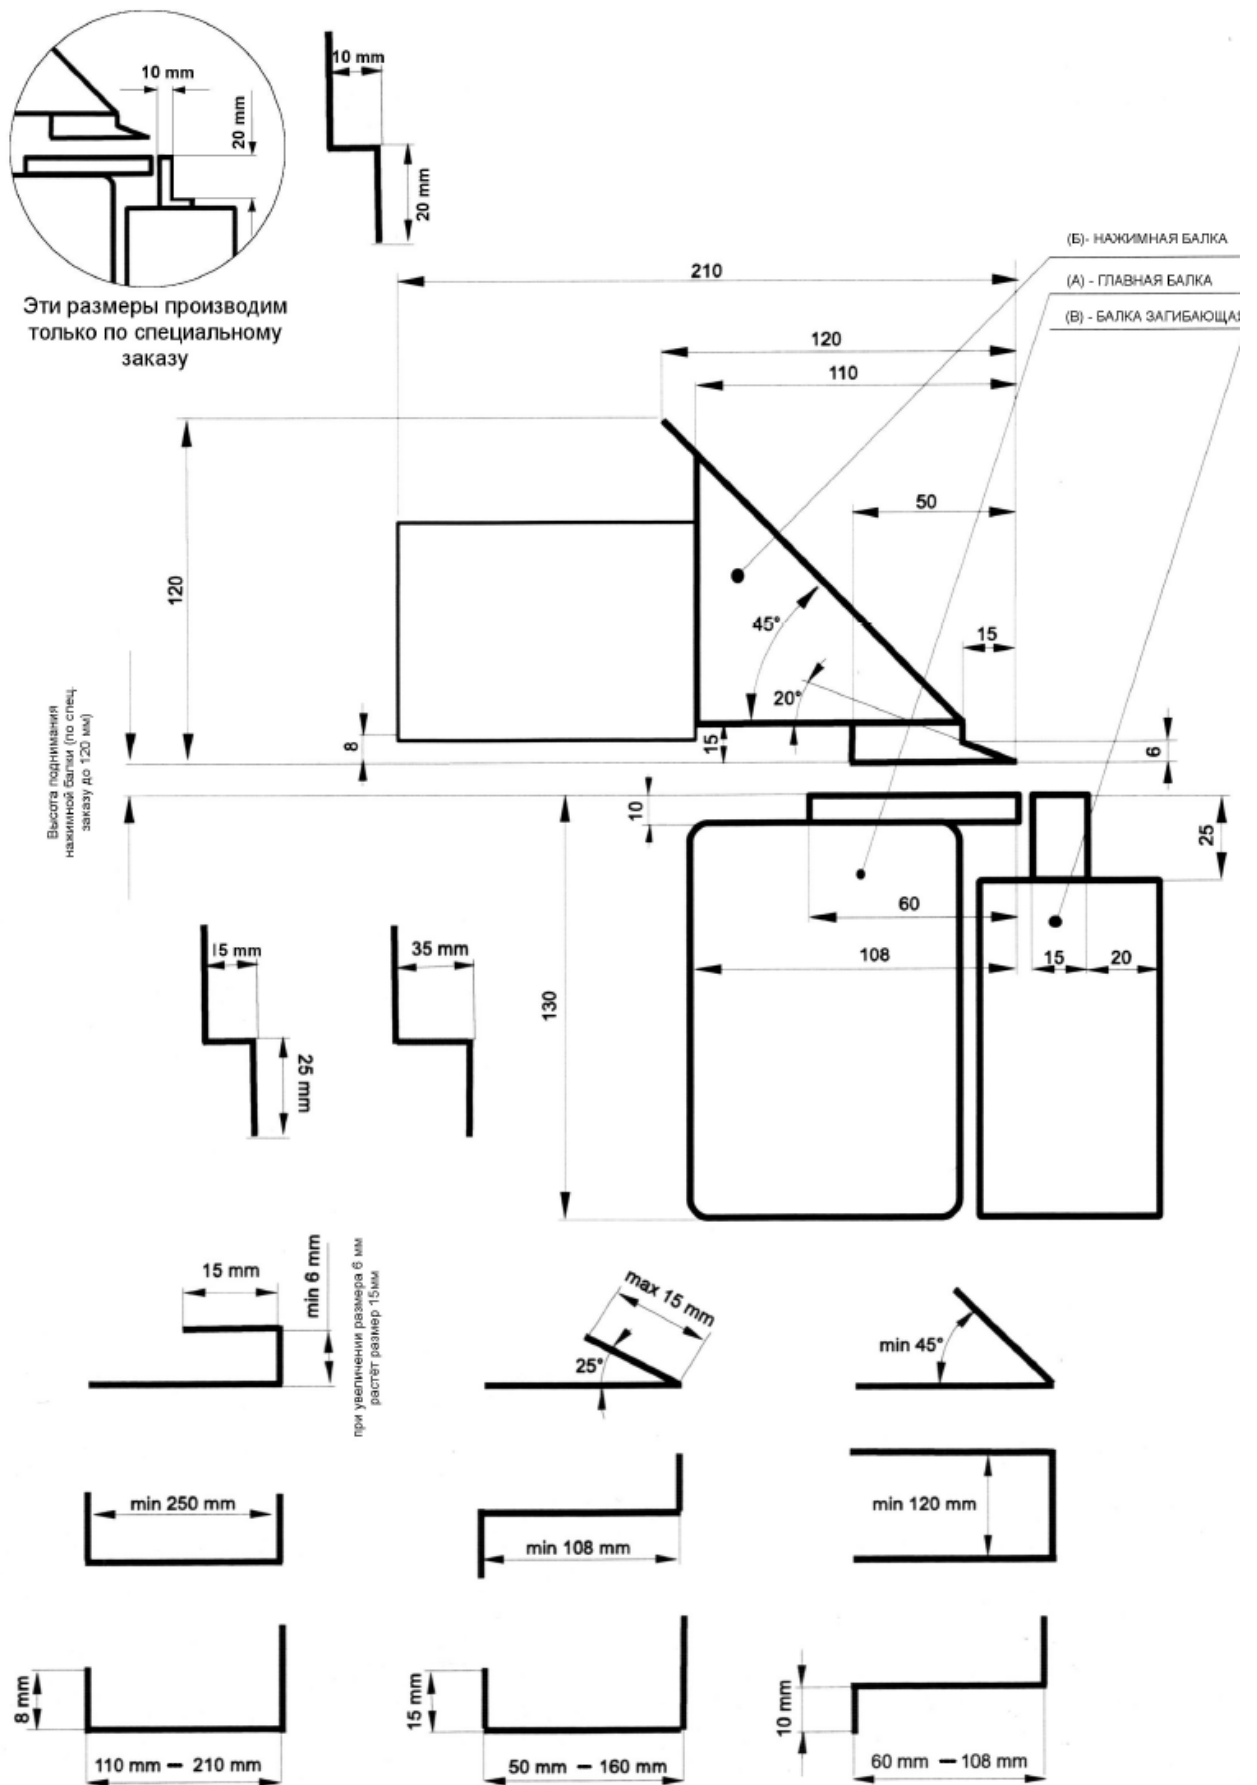 10 mm
20 mm
10 mm
20 mm
Эти размеры производим
только по специальному
заказу
(Б)- НАЖИМНАЯ БАЛКА
(А) - ГЛАВНАЯ БАЛКА
(В) - БАЛКА ЗАГИБАЮЩАЯ
210
120
110
50
120
45°
15
20°
8
15
6
Высота поднимания
нажимной балки (по спец.
заказу до 120 мм)
10
25
60
108
15
20
130
15 mm
25 mm
35 mm
15 mm
min 6 mm
при увеличении размера 6 мм
растёт размер 15мм
max 15 mm
25°
min 45°
min 250 mm
min 108 mm
min 120 mm
8 mm
110 mm – 210 mm
15 mm
50 mm – 160 mm
10 mm
60 mm – 108 mm